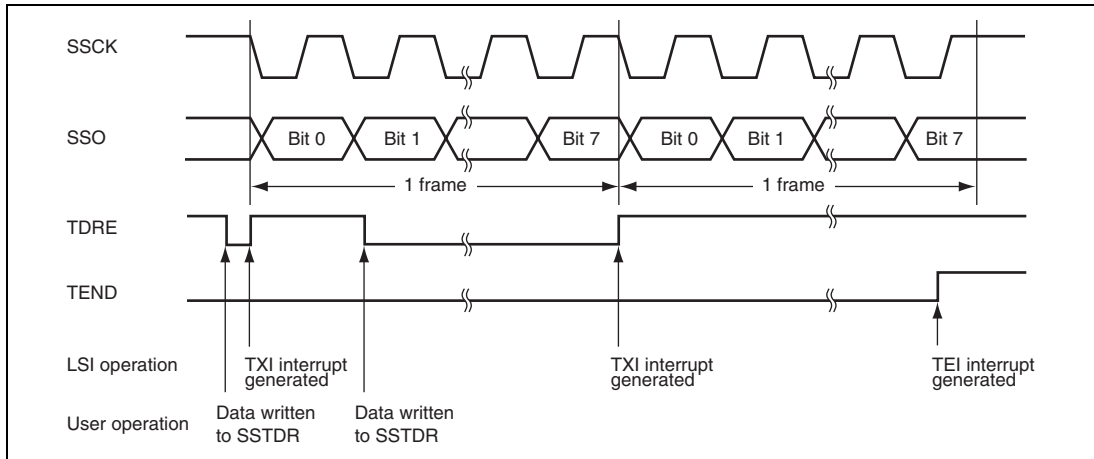 SSCK
SSO
Bit 0
Bit 1
Bit 7
Bit 0
Bit 1
Bit 7
1 frame
1 frame
TDRE
TEND
LSI operation
TXI interrupt
generated
TXI interrupt
generated
TEI interrupt
generated
User operation
Data written
to SSTDR
Data written
to SSTDR